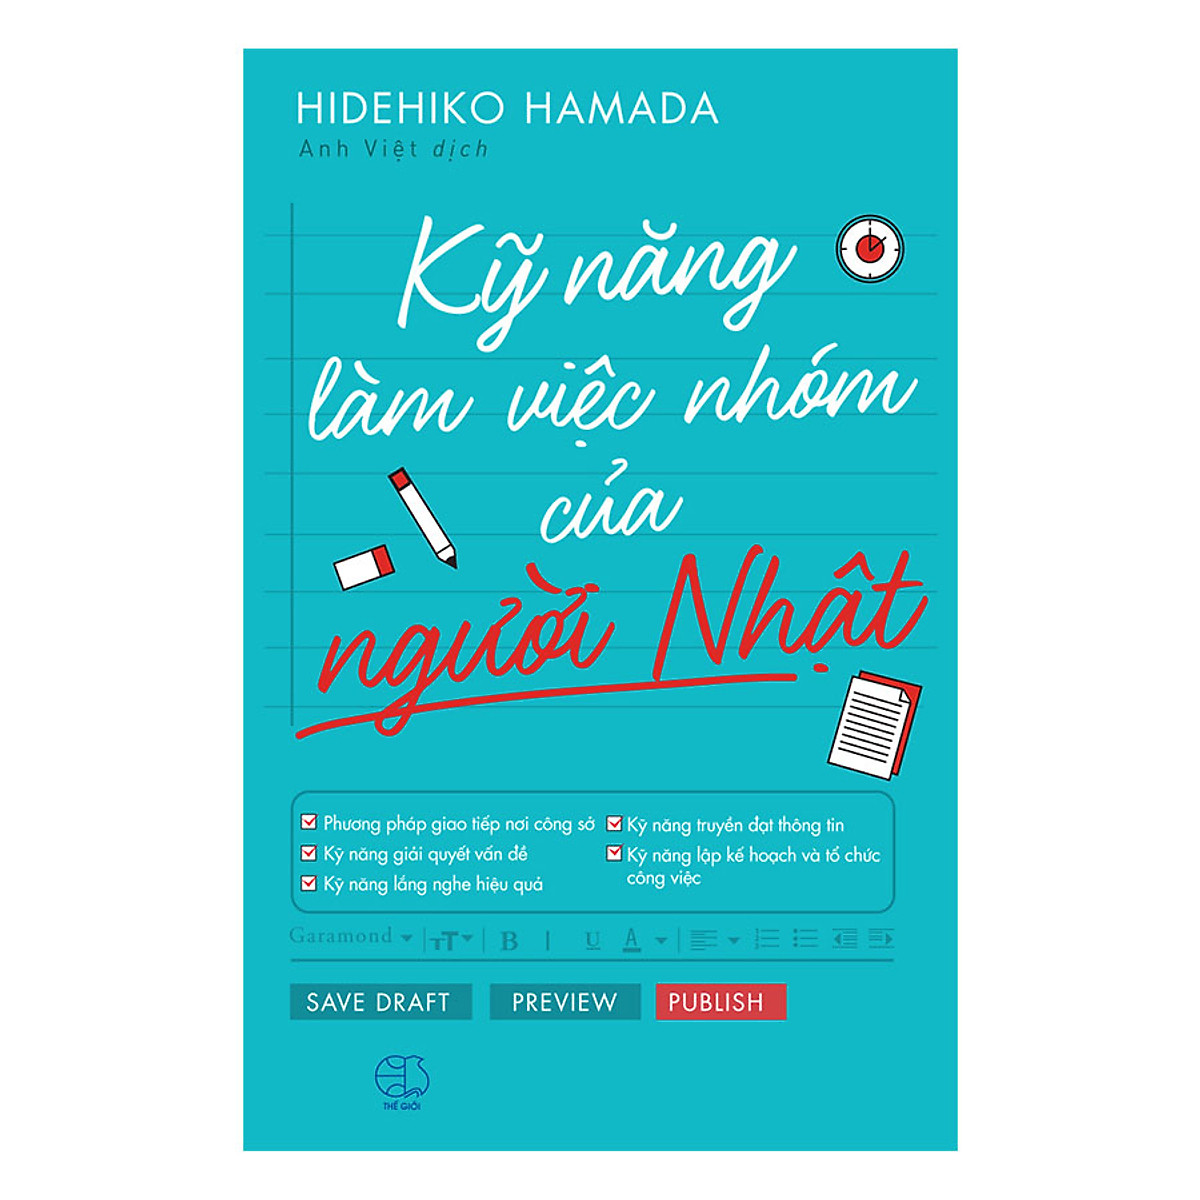 HIDEHIKO HAMADA
Anh Việt dịch
Kỹ năng
làm việc nhóm
của
người Nhật
Phương pháp giao tiếp nơi công sở
Kỹ năng giải quyết vấn đề
Kỹ năng lắng nghe hiệu quả
Kỹ năng truyền đạt thông tin
Kỹ năng lập kế hoạch và tổ chức
công việc
Garamond TT B I U A
SAVE DRAFT PREVIEW PUBLISH
THẾ GIỚI